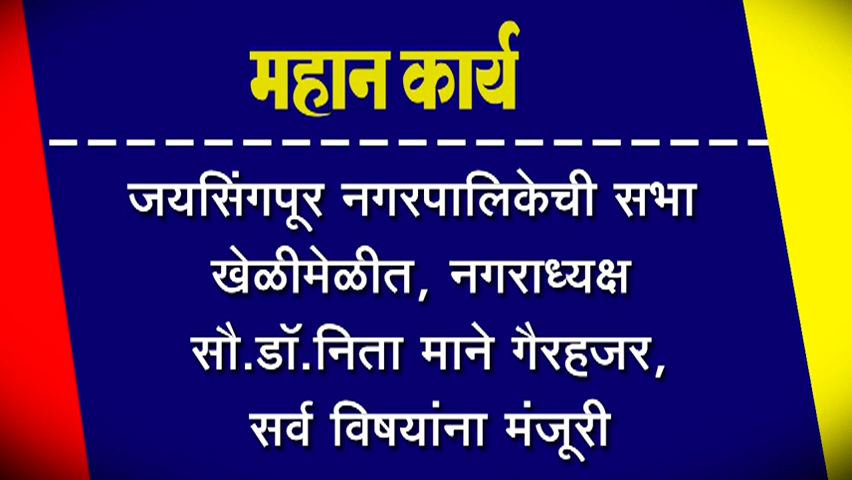 महान कार्य
जयसिंगपूर नगरपालिकेची सभा
खेळीमेळीत, नगराध्यक्ष
सौ.डॉ.निता माने गैरहजर,
सर्व विषयांना मंजूरी